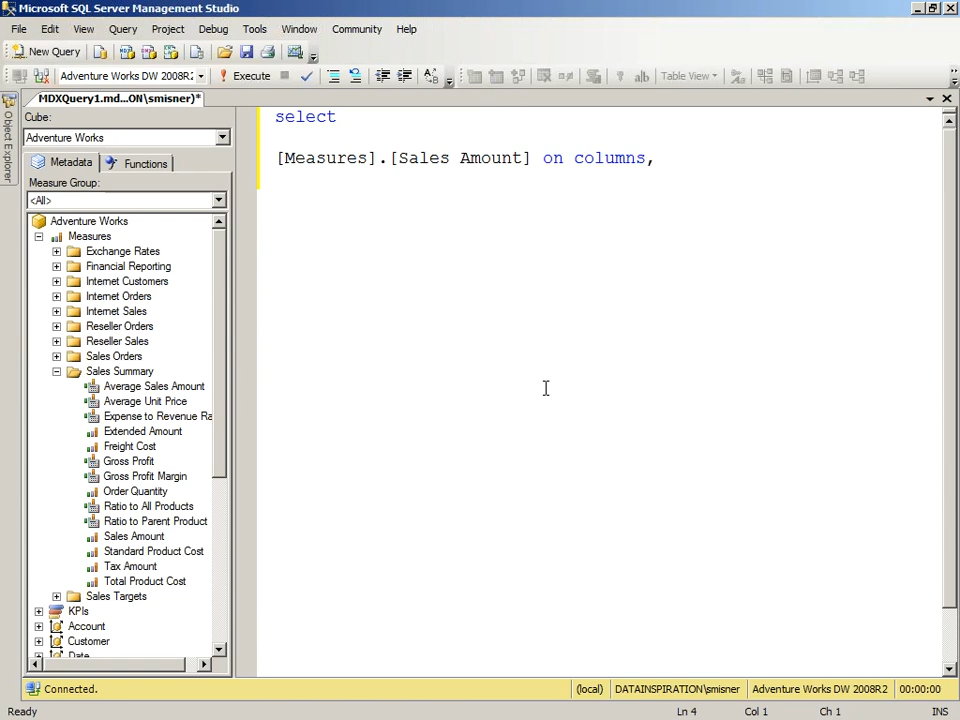 Microsoft SQL Server Management Studio
File Edit View Query Project Debug Tools Window Community Help
New Query
Adventure Works DW 2008R2 Execute Table View
MDXQuery1.md...ON\smisner)*
Object Explorer
Cube:
Adventure Works
Metadata Functions
Measure Group:
<All>
Adventure Works
Measures
Exchange Rates
Financial Reporting
Internet Customers
Internet Orders
Internet Sales
Reseller Orders
Reseller Sales
Sales Orders
Sales Summary
Average Sales Amount
Average Unit Price
Expense to Revenue Ra
Extended Amount
Freight Cost
Gross Profit
Gross Profit Margin
Order Quantity
Ratio to All Products
Ratio to Parent Product
Sales Amount
Standard Product Cost
Tax Amount
Total Product Cost
Sales Targets
KPIs
Account
Customer
Date
select
[Measures].[Sales Amount] on columns,
Connected. (local) DATAINSPIRATION\smisner Adventure Works DW 2008R2 00:00:00
Ready Ln 4 Col 1 Ch 1 INS